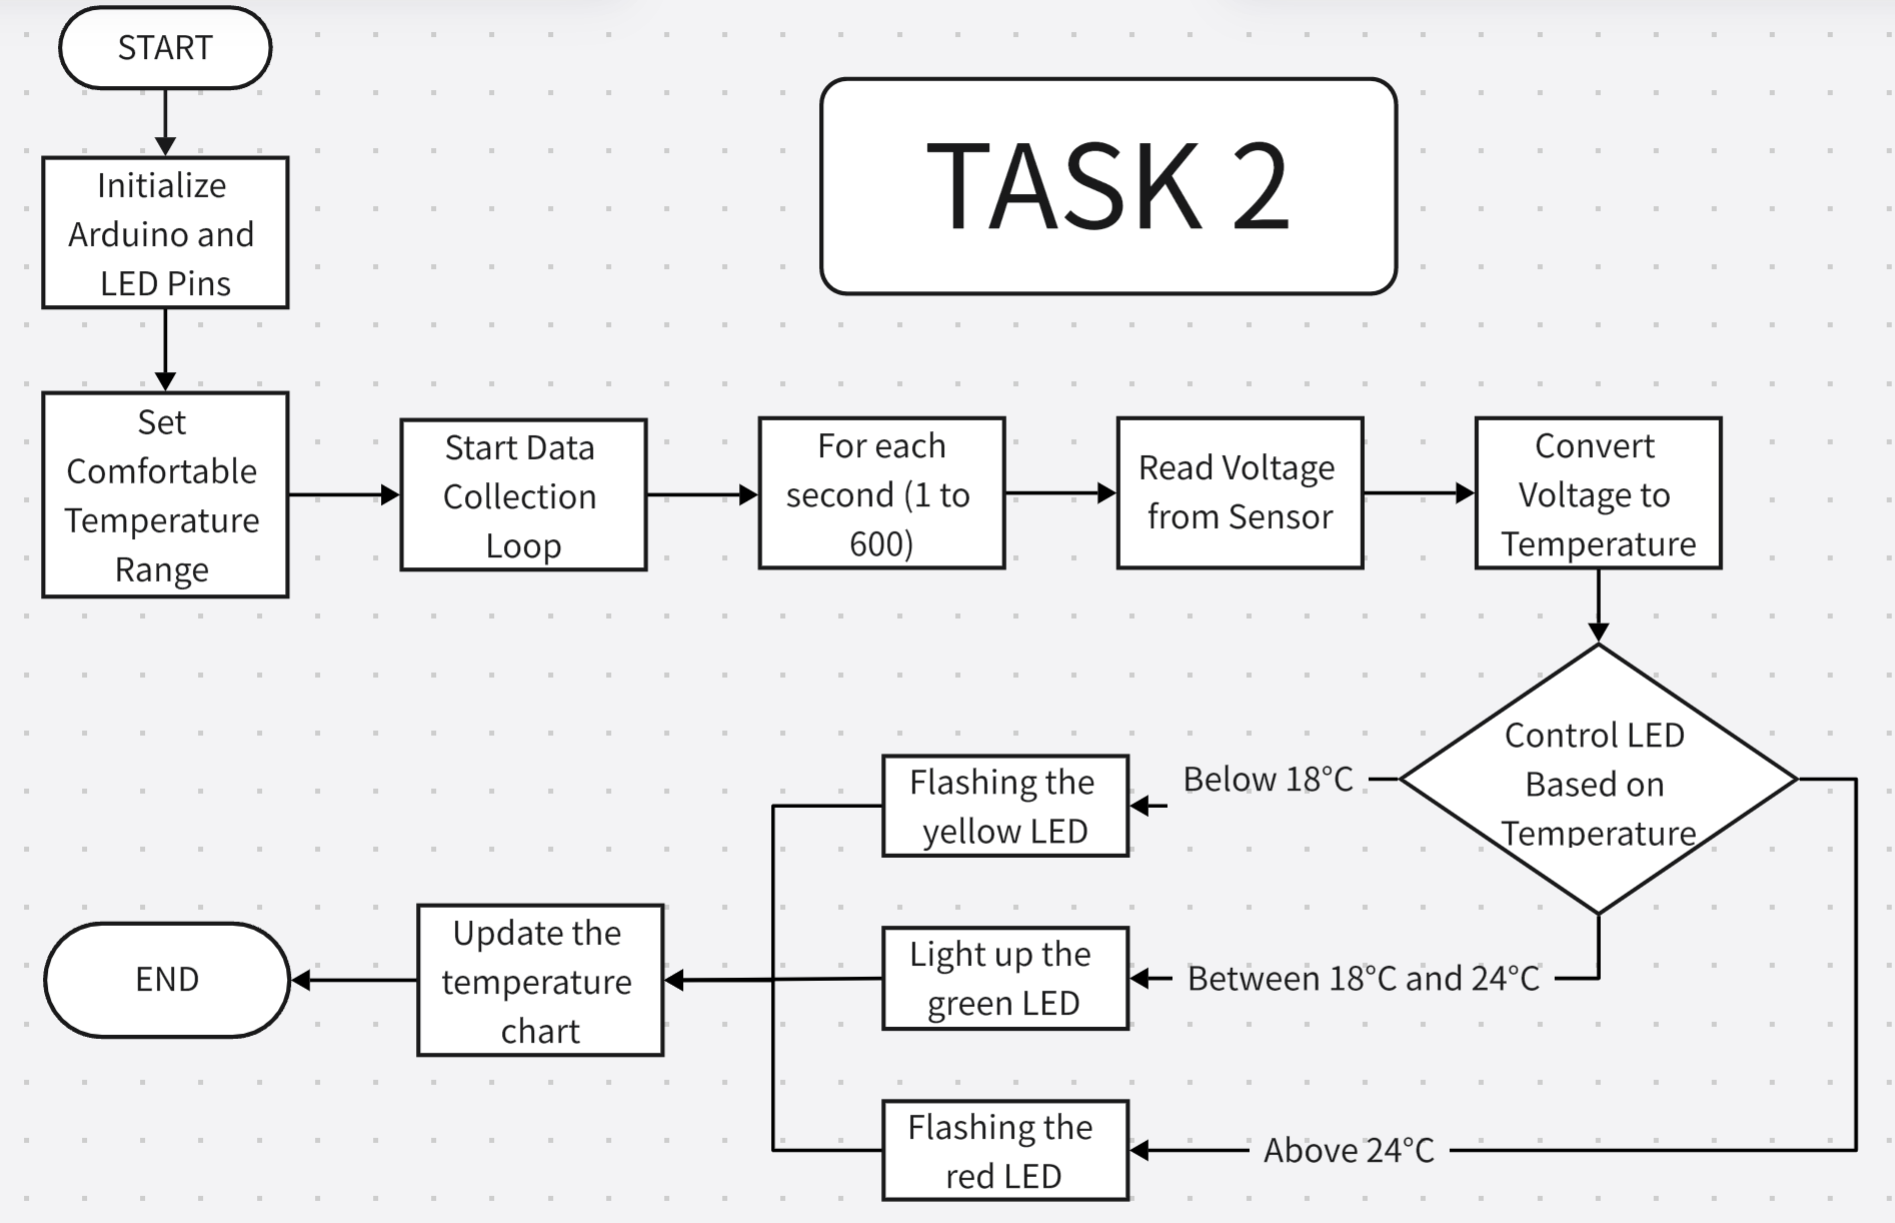 START
TASK 2
Initialize
Arduino and
LED Pins
Set
Comfortable
Temperature
Range
Start Data
Collection
Loop
For each
second (1 to
600)
Read Voltage
from Sensor
Convert
Voltage to
Temperature
Control LED
Based on
Temperature
Below 18°C
Flashing the
yellow LED
Between 18°C and 24°C
Light up the
green LED
Above 24°C
Flashing the
red LED
Update the
temperature
chart
END